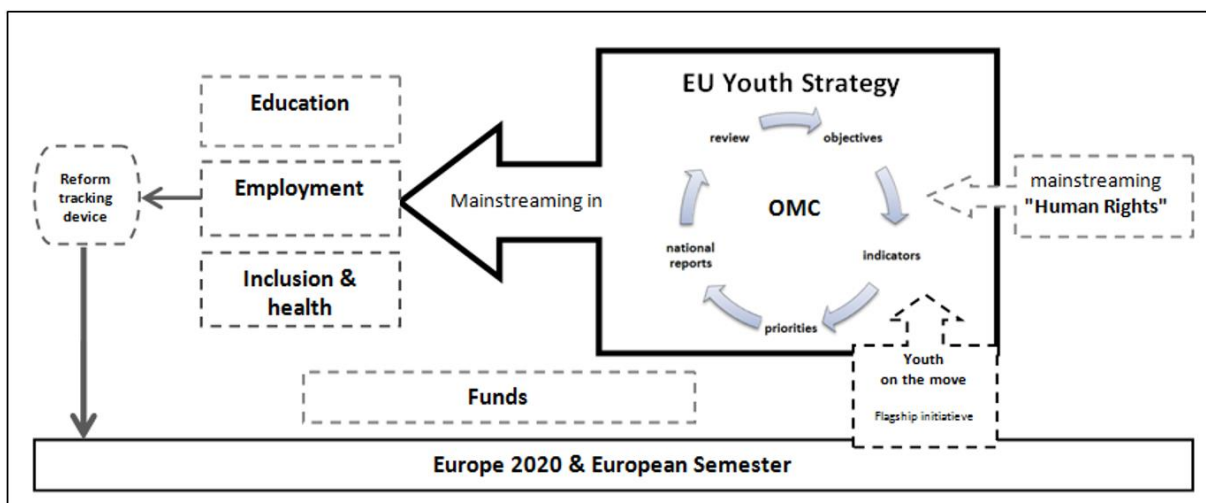 EU Youth Strategy
review
objectives
OMC
indicators
priorities
national
reports
Mainstreaming in
Education
Employment
Inclusion &
health
Reform
tracking
device
mainstreaming
"Human Rights"
Youth
on the move
Flagship initiatieve
Funds
Europe 2020 & European Semester